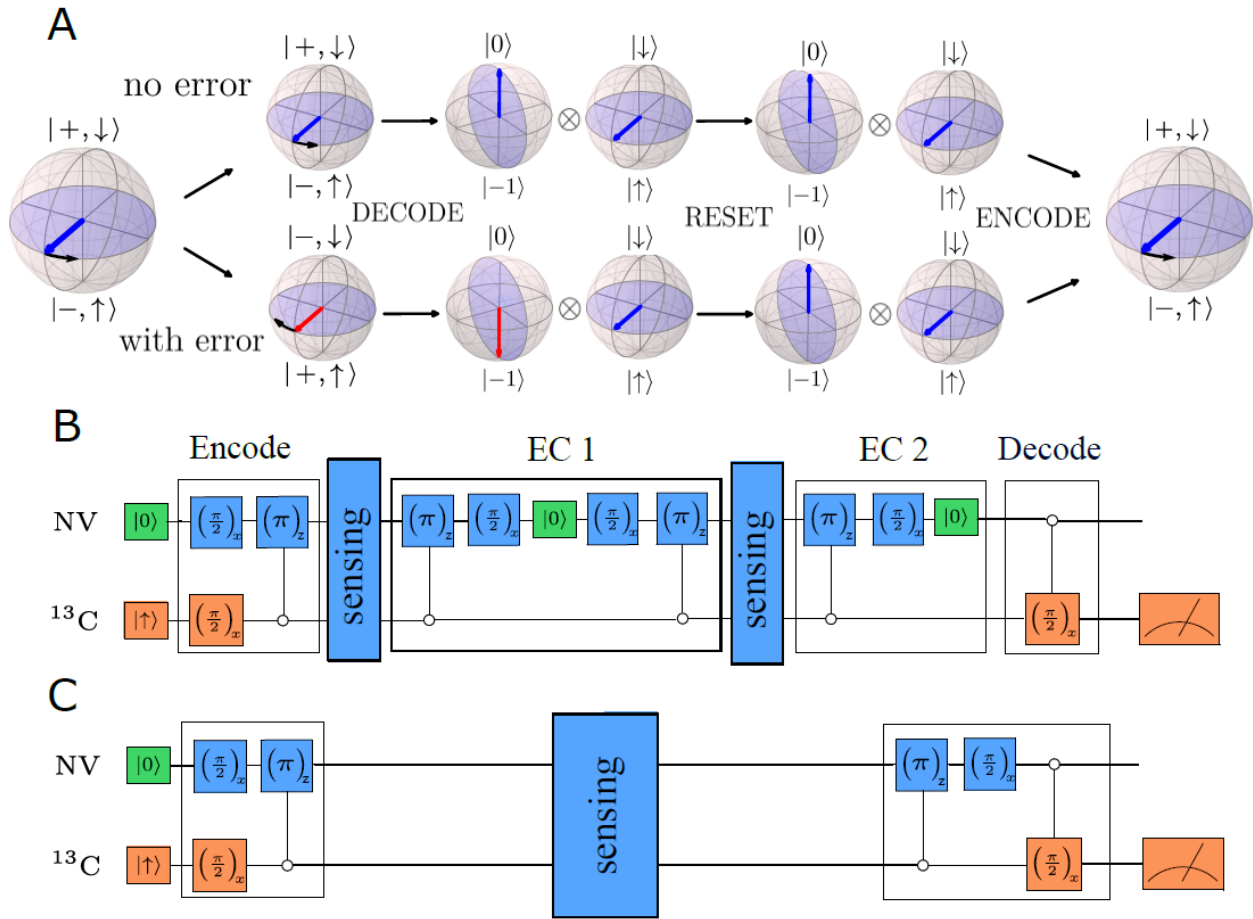 A
|+,↓⟩ |0⟩ |↓⟩ |0⟩ |↓⟩
no error
|+,↓⟩ ⊗ ⊗ |+,↓⟩
|−,↑⟩ |−1⟩ |↑⟩ |−1⟩ |↑⟩
DECODE RESET ENCODE
|−,↓⟩ |0⟩ |↓⟩ |0⟩ |↓⟩
|−,↑⟩ ⊗ ⊗ |−,↑⟩
with error
|+,↑⟩ |−1⟩ |↑⟩ |−1⟩ |↑⟩
B
Encode EC 1 EC 2 Decode
NV |0⟩ (π/2)x (π)z sensing (π)z (π/2)x |0⟩ (π/2)x (π)z sensing (π)z (π/2)x |0⟩
¹³C |↑⟩ (π/2)x (π/2)x
C
NV |0⟩ (π/2)x (π)z sensing (π)z (π/2)x
¹³C |↑⟩ (π/2)x (π/2)x